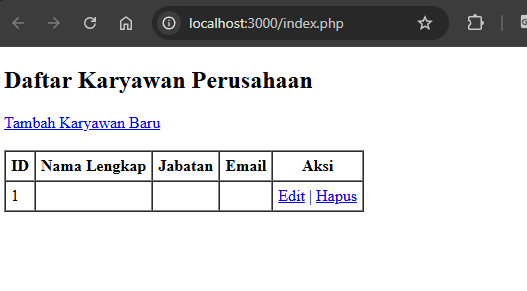 localhost:3000/index.php
Daftar Karyawan Perusahaan
Tambah Karyawan Baru
ID Nama Lengkap Jabatan Email Aksi
1 Edit | Hapus